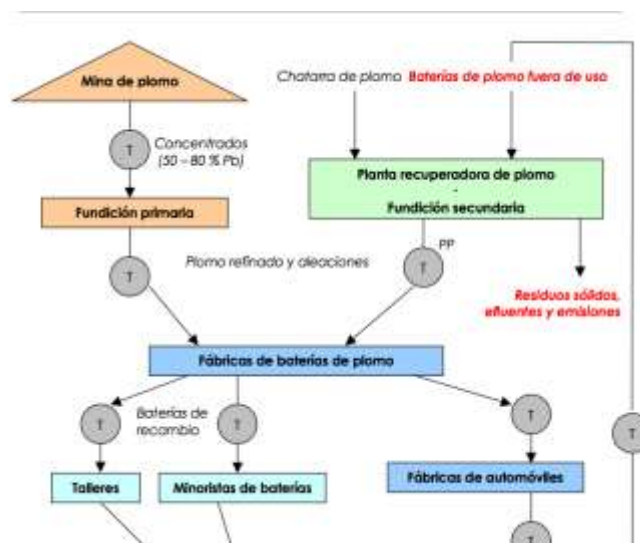 Mina de plomo
Chatarra de plomo Baterías de plomo fuera de uso
T
Concentrados
(50 – 80 % Pb)
Planta recuperadora de plomo
-
Fundición secundaria
Fundición primaria
T
Plomo refinado y aleaciones
T
PP
Residuos sólidos,
efluentes y emisiones
Fábricas de baterías de plomo
T
Baterías de
recambio
T
T
T
Talleres
Minoristas de baterías
Fábricas de automóviles
T